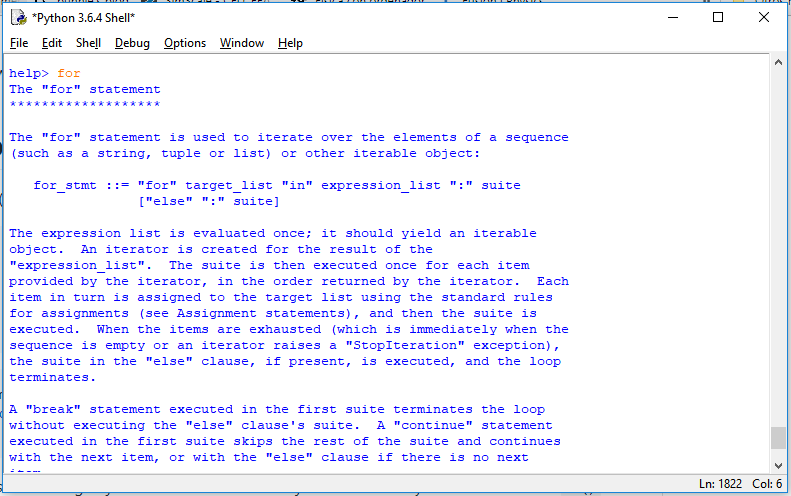 *Python 3.6.4 Shell*
File Edit Shell Debug Options Window Help
help> for
The "for" statement
*******************
The "for" statement is used to iterate over the elements of a sequence
(such as a string, tuple or list) or other iterable object:
for_stmt ::= "for" target_list "in" expression_list ":" suite
["else" ":" suite]
The expression list is evaluated once; it should yield an iterable
object.  An iterator is created for the result of the
"expression_list".  The suite is then executed once for each item
provided by the iterator, in the order returned by the iterator.  Each
item in turn is assigned to the target list using the standard rules
for assignments (see Assignment statements), and then the suite is
executed.  When the items are exhausted (which is immediately when the
sequence is empty or an iterator raises a "StopIteration" exception),
the suite in the "else" clause, if present, is executed, and the loop
terminates.
A "break" statement executed in the first suite terminates the loop
without executing the "else" clause's suite.  A "continue" statement
executed in the first suite skips the rest of the suite and continues
with the next item, or with the "else" clause if there is no next
Ln: 1822 Col: 6